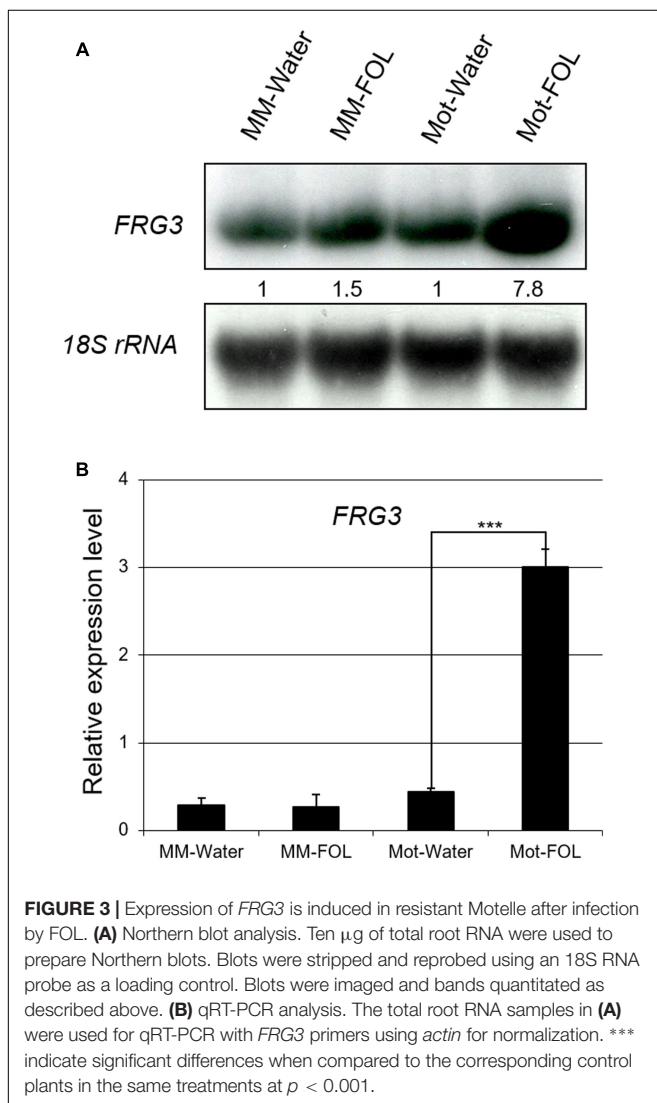 A
MM-Water
MM-FOL
Mot-Water
Mot-FOL
FRG3
1 1.5 1 7.8
18S rRNA
B
4
FRG3
***
3
2
1
0
Relative expression level
MM-Water MM-FOL Mot-Water Mot-FOL
FIGURE 3 | Expression of FRG3 is induced in resistant Motelle after infection
by FOL. (A) Northern blot analysis. Ten μg of total root RNA were used to
prepare Northern blots. Blots were stripped and reprobed using an 18S RNA
probe as a loading control. Blots were imaged and bands quantitated as
described above. (B) qRT-PCR analysis. The total root RNA samples in (A)
were used for qRT-PCR with FRG3 primers using actin for normalization. ***
indicate significant differences when compared to the corresponding control
plants in the same treatments at p < 0.001.